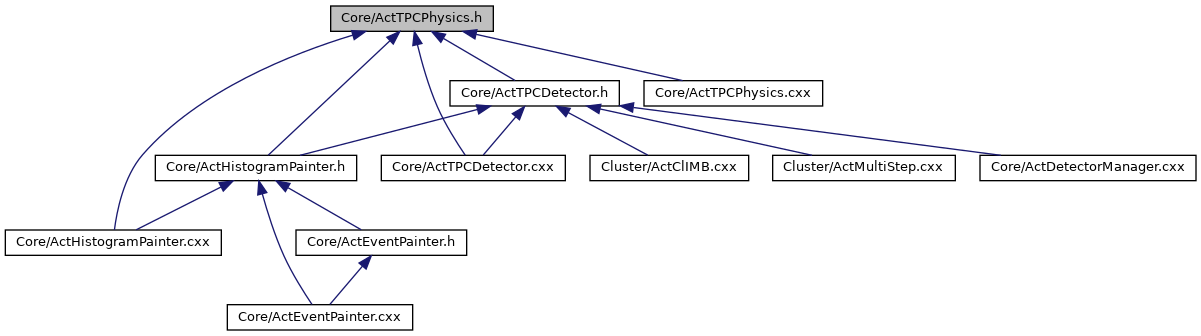 Core/ActTPCPhysics.h
Core/ActTPCDetector.h
Core/ActTPCPhysics.cxx
Core/ActHistogramPainter.h
Core/ActTPCDetector.cxx
Cluster/ActClIMB.cxx
Cluster/ActMultiStep.cxx
Core/ActDetectorManager.cxx
Core/ActHistogramPainter.cxx
Core/ActEventPainter.h
Core/ActEventPainter.cxx